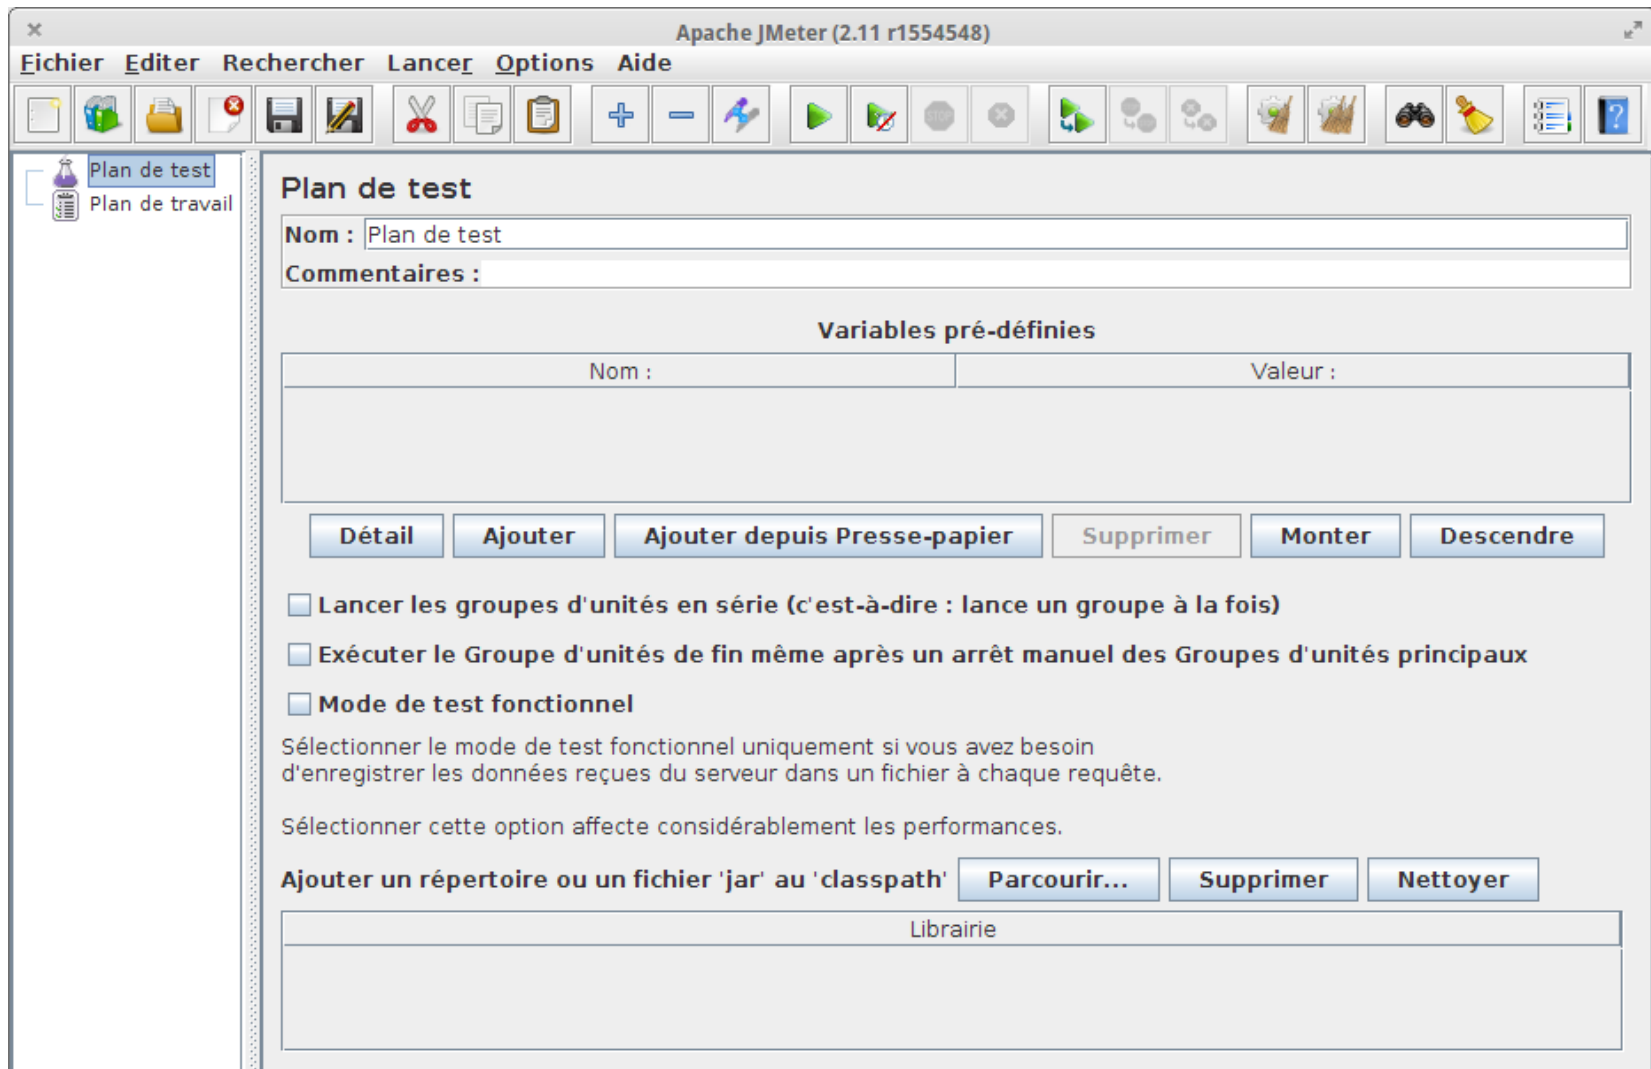 Apache JMeter (2.11 r1554548)
Fichier Editer Rechercher Lancer Options Aide
STOP
Plan de test
Plan de travail
Plan de test
Nom : Plan de test
Commentaires :
Variables pré-définies
Nom : Valeur :
Détail Ajouter Ajouter depuis Presse-papier Supprimer Monter Descendre
Lancer les groupes d'unités en série (c'est-à-dire : lance un groupe à la fois)
Exécuter le Groupe d'unités de fin même après un arrêt manuel des Groupes d'unités principaux
Mode de test fonctionnel
Sélectionner le mode de test fonctionnel uniquement si vous avez besoin
d'enregistrer les données reçues du serveur dans un fichier à chaque requête.
Sélectionner cette option affecte considérablement les performances.
Ajouter un répertoire ou un fichier 'jar' au 'classpath' Parcourir... Supprimer Nettoyer
Librairie